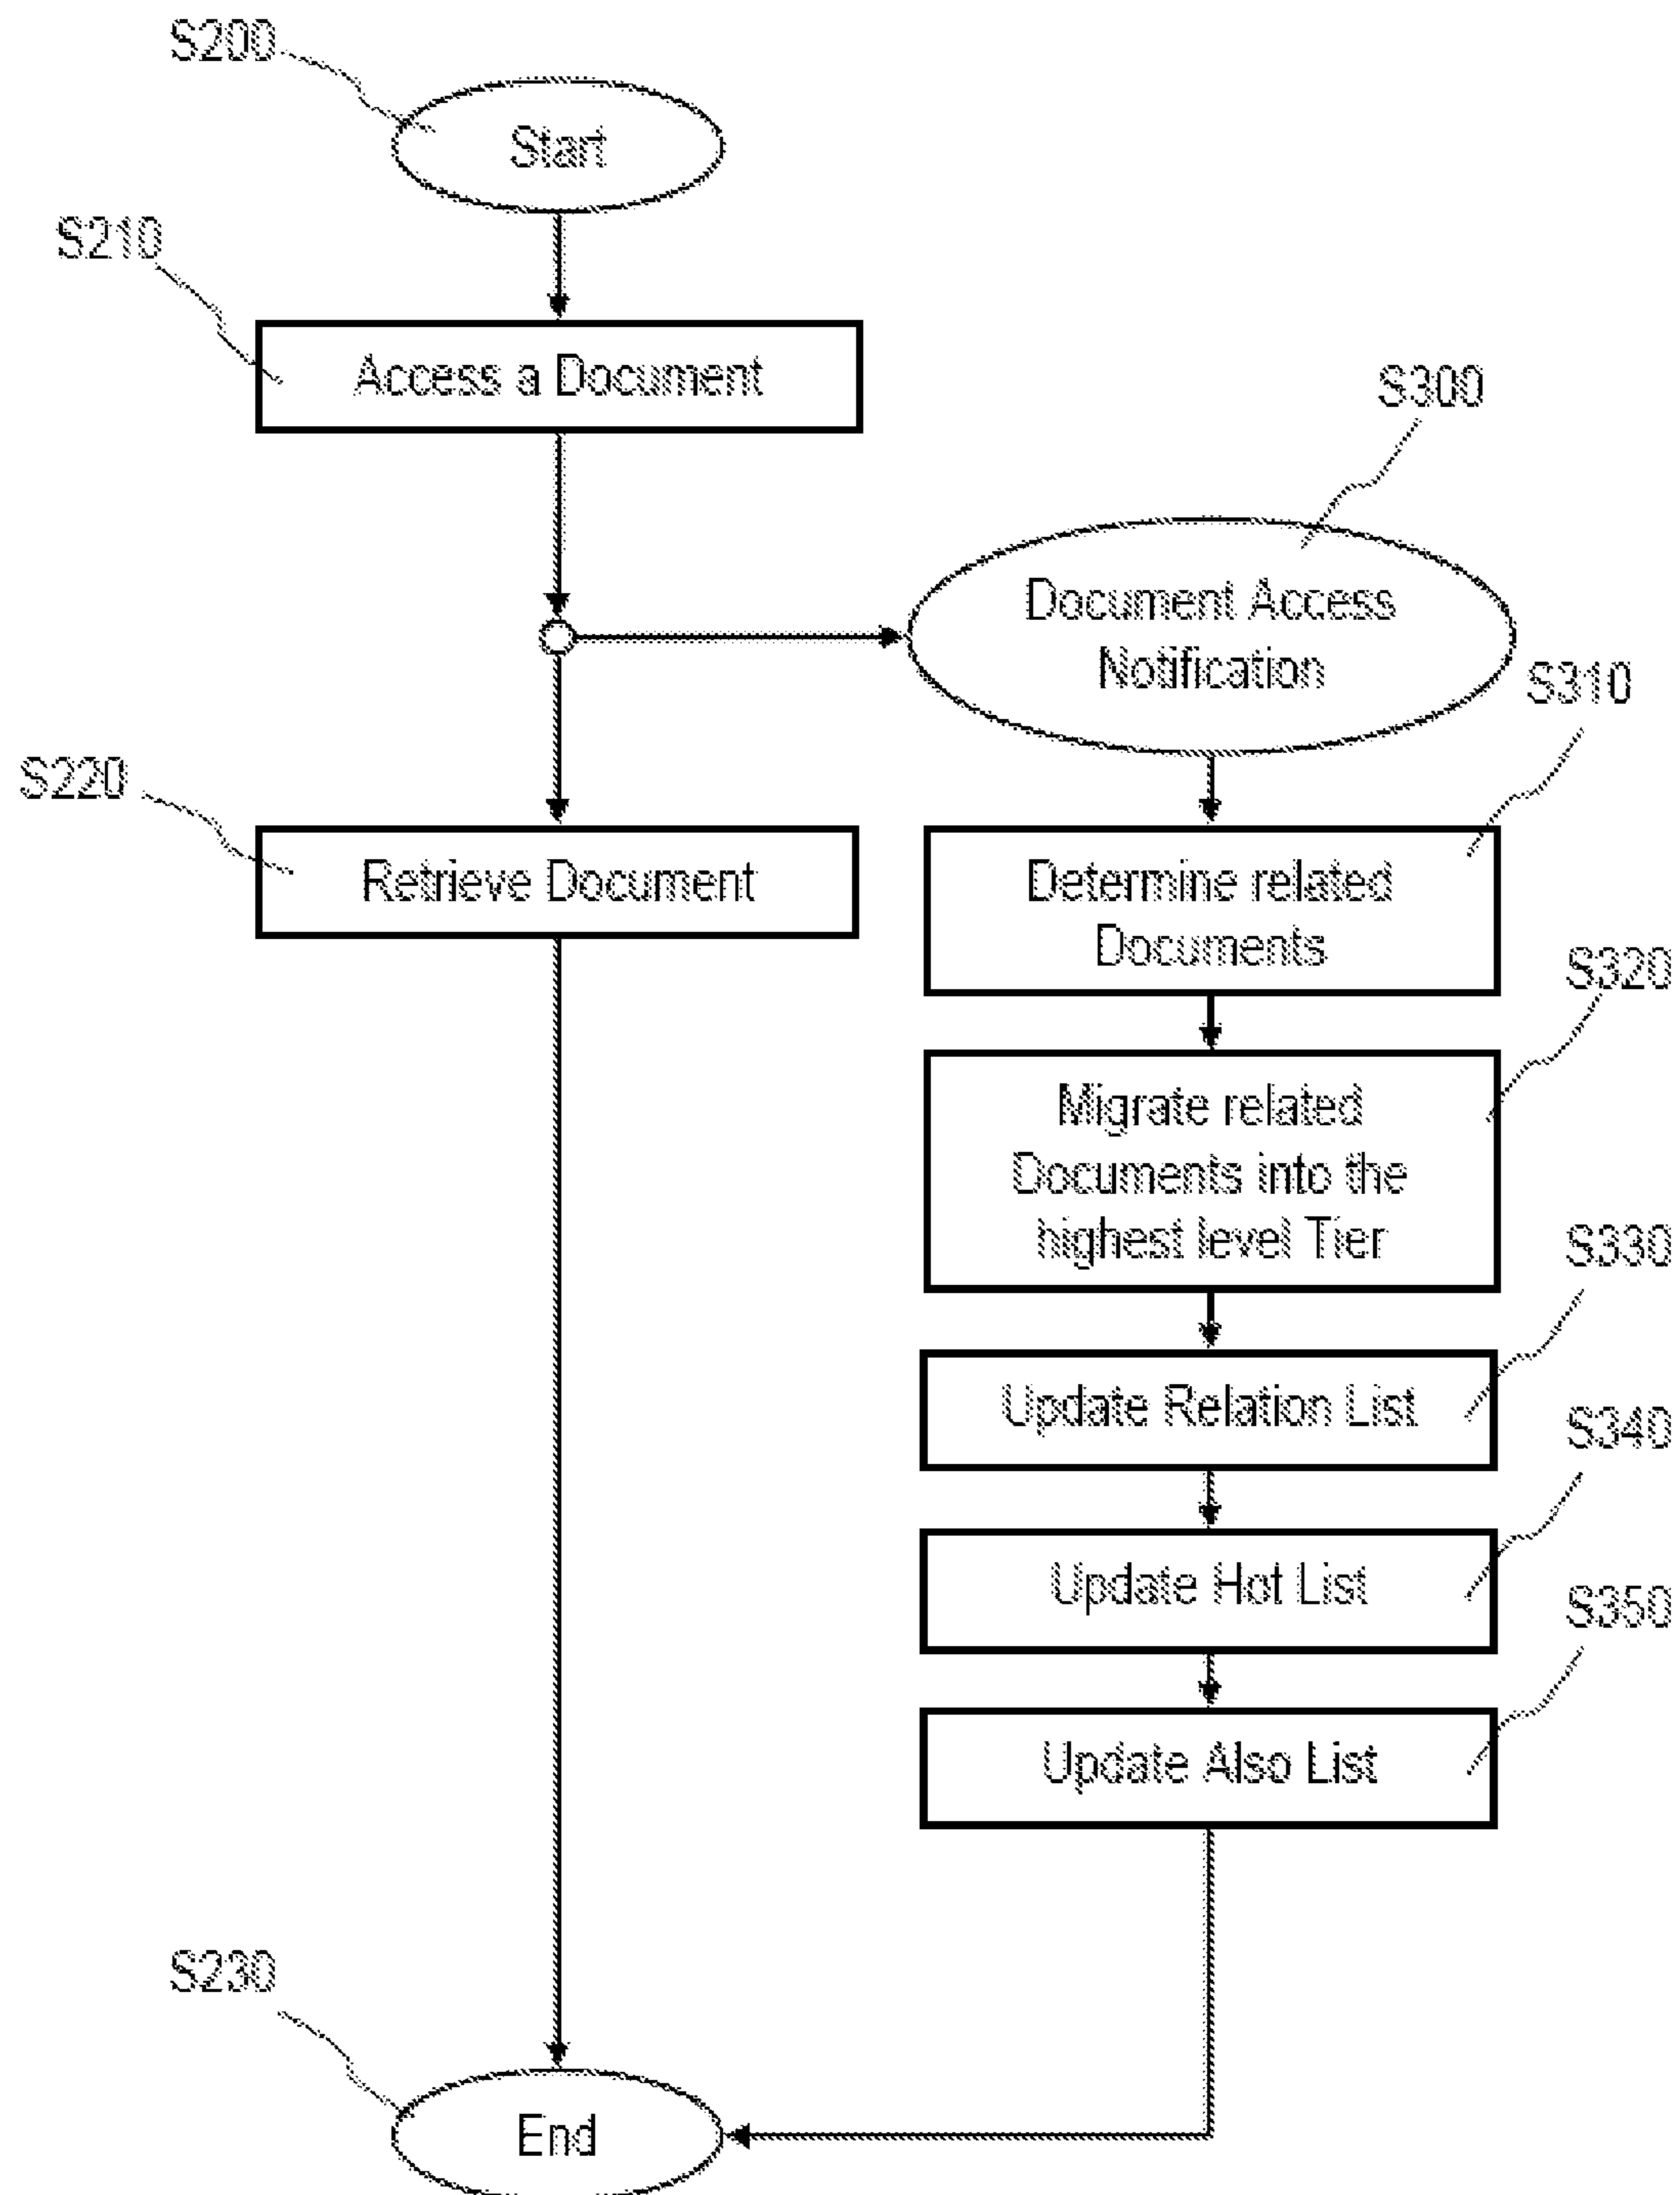 S200
Start
S210
Access a Document
S300
Document Access
Notification
S310
S220
Retrieve Document
Determine related
Documents
S320
Migrate related
Documents into the
highest level Tier
S330
Update Relation List
S340
Update Hot List
S350
Update Also List
S230
End